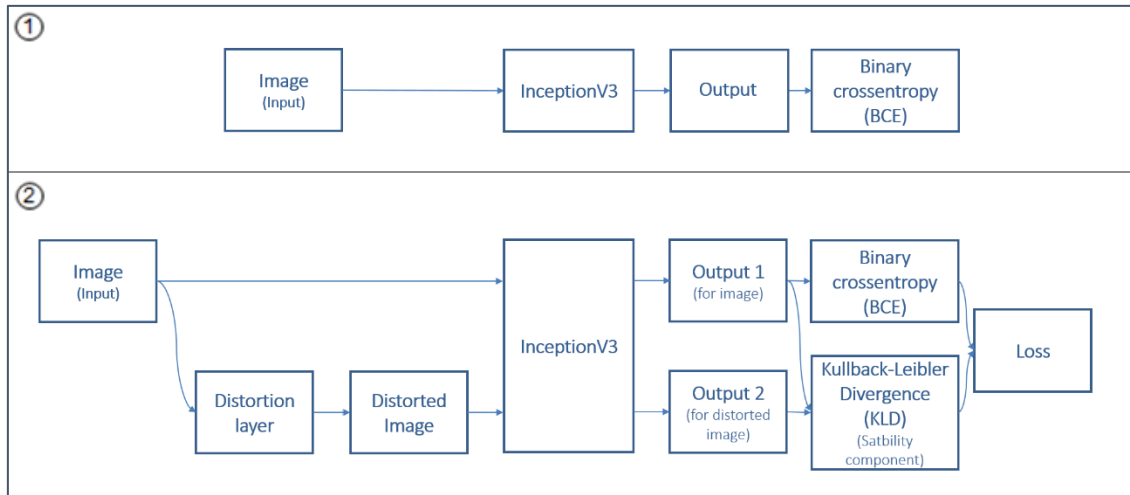 ①
Image
(Input)
InceptionV3
Output
Binary
crossentropy
(BCE)
②
Image
(Input)
Distortion
layer
Distorted
Image
InceptionV3
Output 1
(for image)
Output 2
(for distorted
image)
Binary
crossentropy
(BCE)
Kullback-Leibler
Divergence
(KLD)
(Satbility
component)
Loss